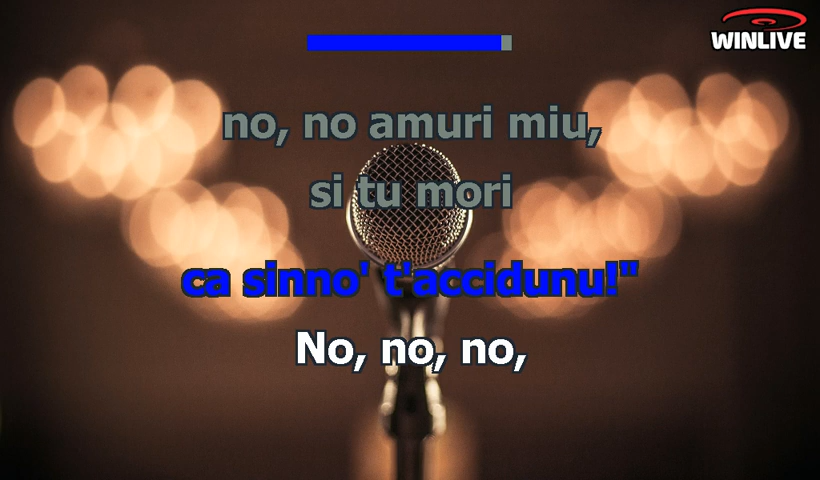 WINLIVE
no, no amuri miu,
si tu mori
ca sinno' t'accidunu!"
No, no, no,